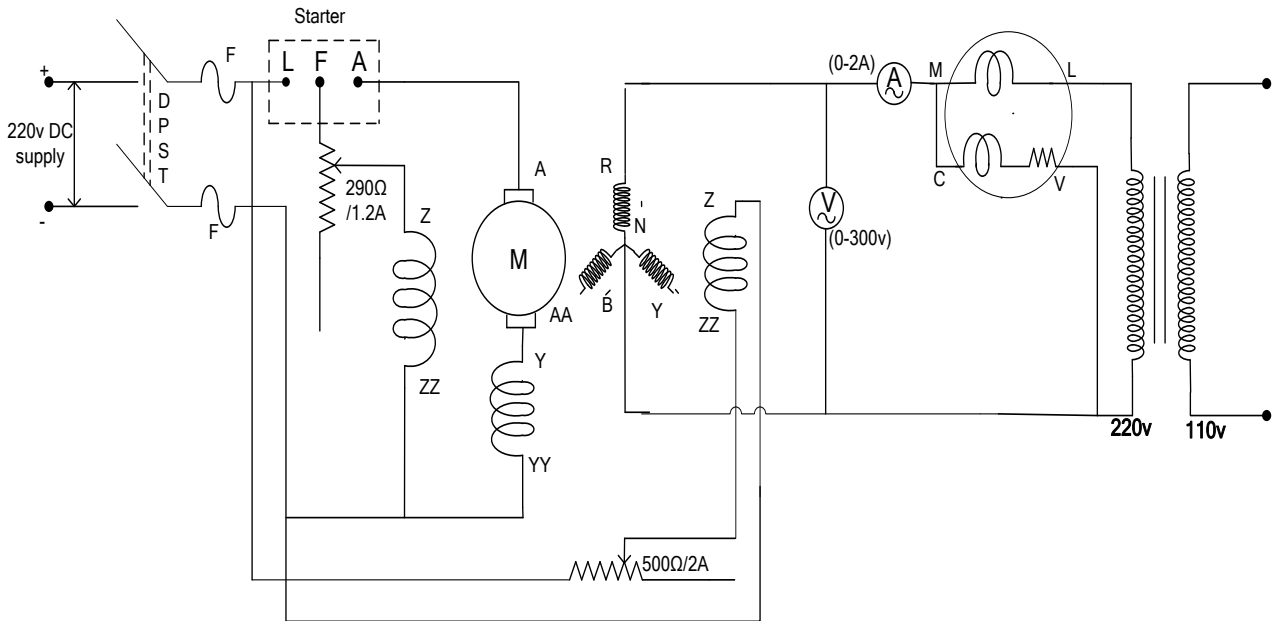 Starter
F
L F A
(0-2A)
A
M
L
+
220v DC
supply
-
D
P
S
T
F
290Ω
/1.2A
Z
ZZ
A
M
AA
Y
YY
R
N
B
Y
Z
ZZ
V
(0-300v)
C
V
220v
110v
500Ω/2A